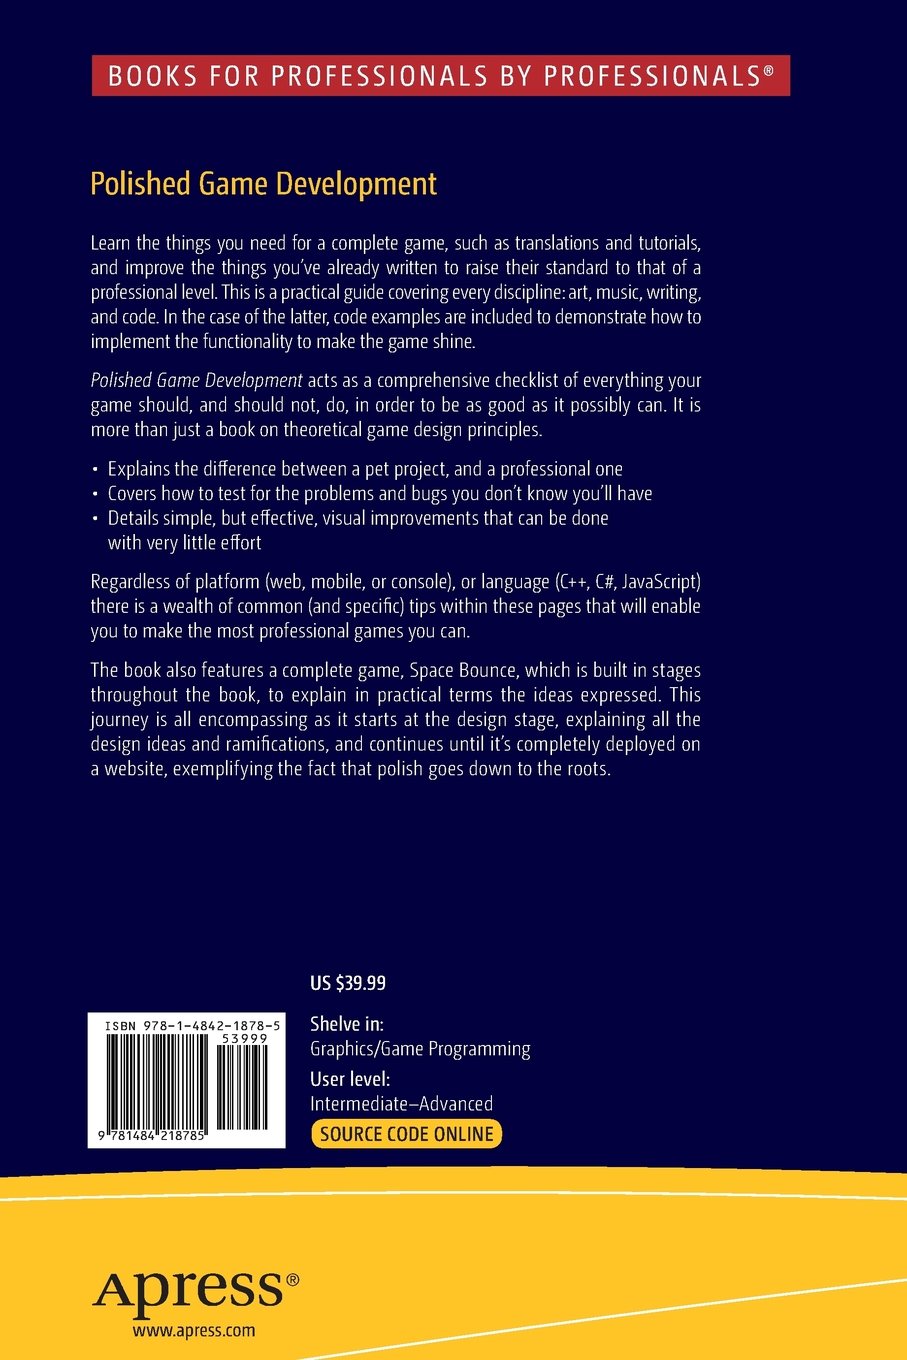 BOOKS FOR PROFESSIONALS BY PROFESSIONALS®
Polished Game Development
Learn the things you need for a complete game, such as translations and tutorials,
and improve the things you’ve already written to raise their standard to that of a
professional level. This is a practical guide covering every discipline: art, music, writing,
and code. In the case of the latter, code examples are included to demonstrate how to
implement the functionality to make the game shine.
Polished Game Development acts as a comprehensive checklist of everything your
game should, and should not, do, in order to be as good as it possibly can. It is
more than just a book on theoretical game design principles.
• Explains the difference between a pet project, and a professional one
• Covers how to test for the problems and bugs you don’t know you’ll have
• Details simple, but effective, visual improvements that can be done
with very little effort
Regardless of platform (web, mobile, or console), or language (C++, C#, JavaScript)
there is a wealth of common (and specific) tips within these pages that will enable
you to make the most professional games you can.
The book also features a complete game, Space Bounce, which is built in stages
throughout the book, to explain in practical terms the ideas expressed. This
journey is all encompassing as it starts at the design stage, explaining all the
design ideas and ramifications, and continues until it’s completely deployed on
a website, exemplifying the fact that polish goes down to the roots.
US $39.99
ISBN 978-1-4842-1878-5
53999
9 781484 218785
Shelve in:
Graphics/Game Programming
User level:
Intermediate–Advanced
SOURCE CODE ONLINE
Apress®
www.apress.com